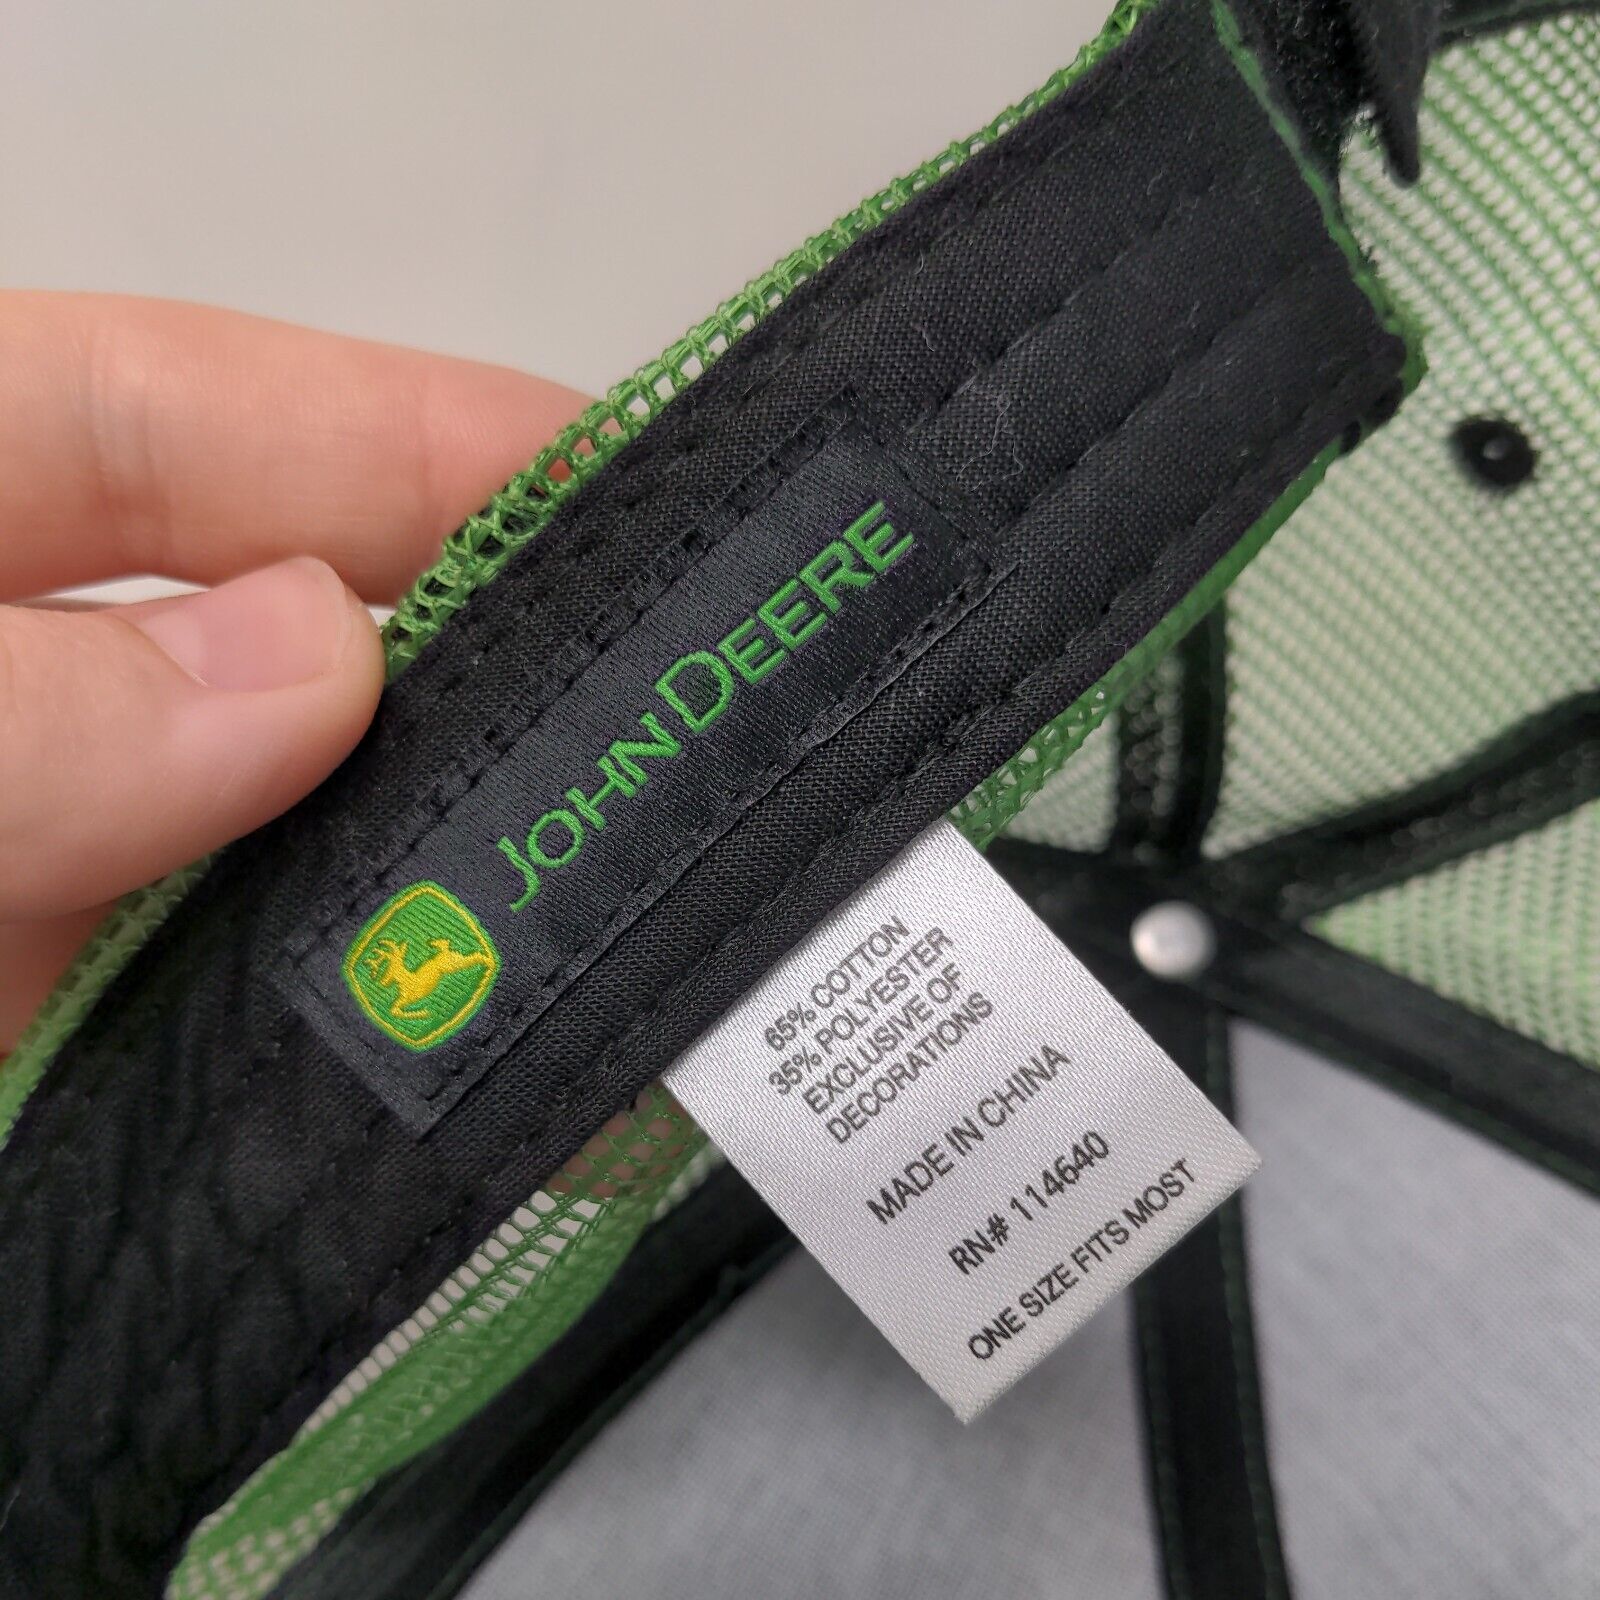 JOHN DEERE
65% COTTON
35% POLYESTER
EXCLUSIVE OF
DECORATIONS
MADE IN CHINA
RN# 114640
ONE SIZE FITS MOST